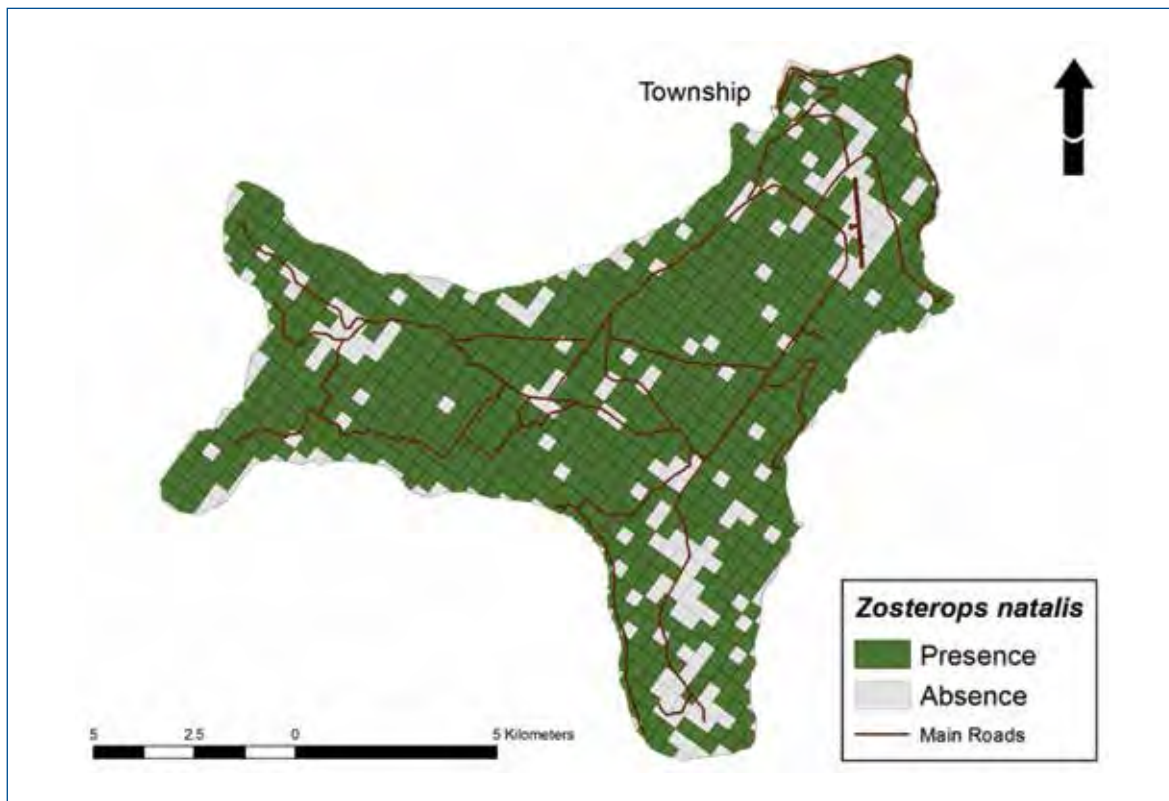 Township
Zosterops natalis
Presence
Absence
Main Roads
5 2.5 0 5 Kilometers